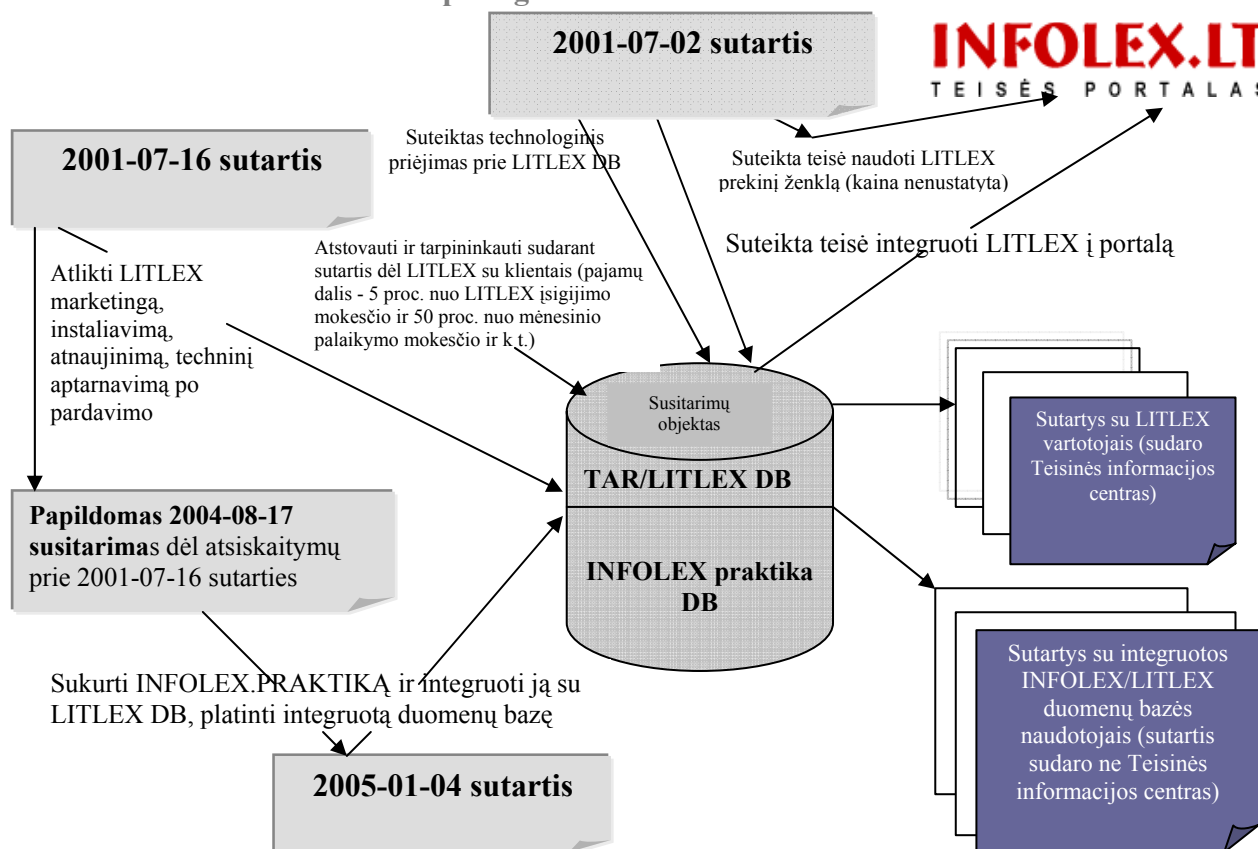 2001-07-02 sutartis
INFOLEX.LT
TEISĖS PORTALAS
2001-07-16 sutartis
Suteiktas technologinis
priėjimas prie LITLEX DB
Suteikta teisė naudoti LITLEX
prekinį ženklą (kaina nenustatyta)
Suteikta teisė integruoti LITLEX į portalą
Atlikti LITLEX
marketingą,
instaliavimą,
atnaujinimą, techninį
aptarnavimą po
pardavimo
Atstovauti ir tarpininkauti sudarant
sutartis dėl LITLEX su klientais (pajamų
dalis - 5 proc. nuo LITLEX įsigijimo
mokesčio ir 50 proc. nuo mėnesinio
palaikymo mokesčio ir k.t.)
Susitarimų
objektas
TAR/LITLEX DB
INFOLEX praktika
DB
Sutartys su LITLEX
vartotojais (sudaro
Teisinės informacijos
centras)
Papildomas 2004-08-17
susitarimas dėl atsiskaitymų
prie 2001-07-16 sutarties
Sukurti INFOLEX.PRAKTIKĄ ir integruoti ją su
LITLEX DB, platinti integruotą duomenų bazę
2005-01-04 sutartis
Sutartys su integruotos
INFOLEX/LITLEX
duomenų bazės
naudotojais (sutartis
sudaro ne Teisinės
informacijos centras)